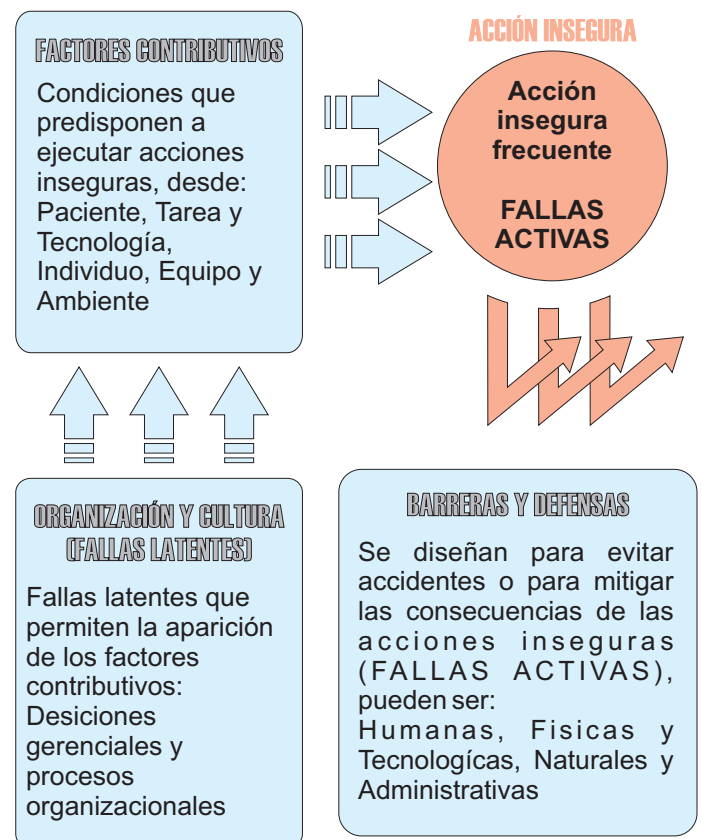 FACTORES CONTRIBUTIVOS
Condiciones que
predisponen a
ejecutar acciones
inseguras, desde:
Paciente, Tarea y
Tecnología,
Individuo, Equipo y
Ambiente
ACCIÓN INSEGURA
Acción
insegura
frecuente
FALLAS
ACTIVAS
ORGANIZACIÓN Y CULTURA
(FALLAS LATENTES)
Fallas latentes que
permiten la aparición
de los factores
contributivos:
Desiciones
gerenciales y
procesos
organizacionales
BARRERAS Y DEFENSAS
Se diseñan para evitar
accidentes o para mitigar
las consecuencias de las
acciones inseguras
(FALLAS ACTIVAS),
pueden ser:
Humanas, Fisicas y
Tecnologícas, Naturales y
Administrativas